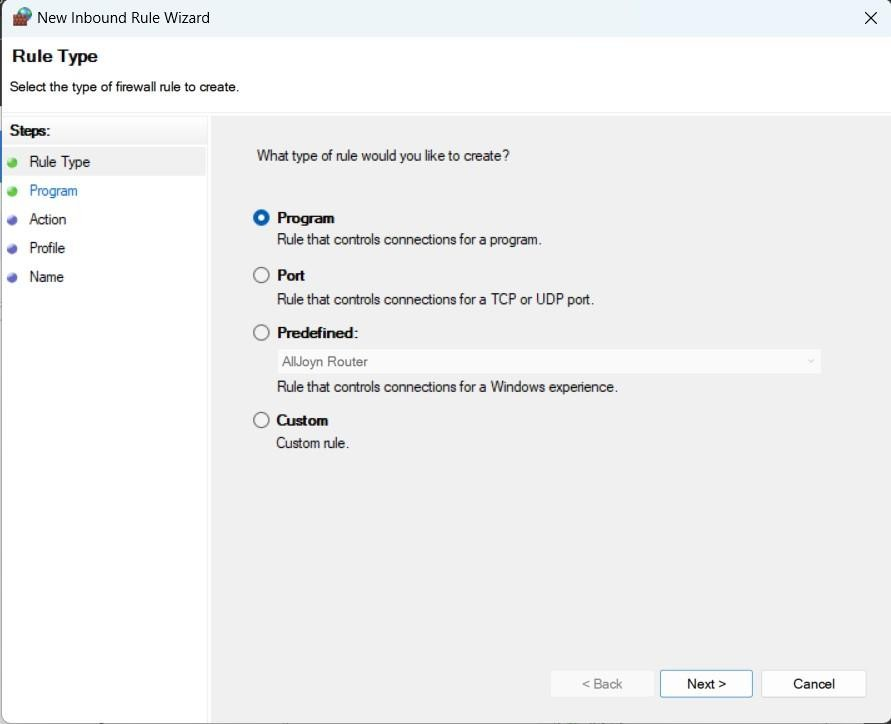 New Inbound Rule Wizard
Rule Type
Select the type of firewall rule to create.
Steps:
Rule Type
Program
Action
Profile
Name
What type of rule would you like to create?
Program
Rule that controls connections for a program.
Port
Rule that controls connections for a TCP or UDP port.
Predefined:
AllJoyn Router
Rule that controls connections for a Windows experience.
Custom
Custom rule.
< Back
Next >
Cancel